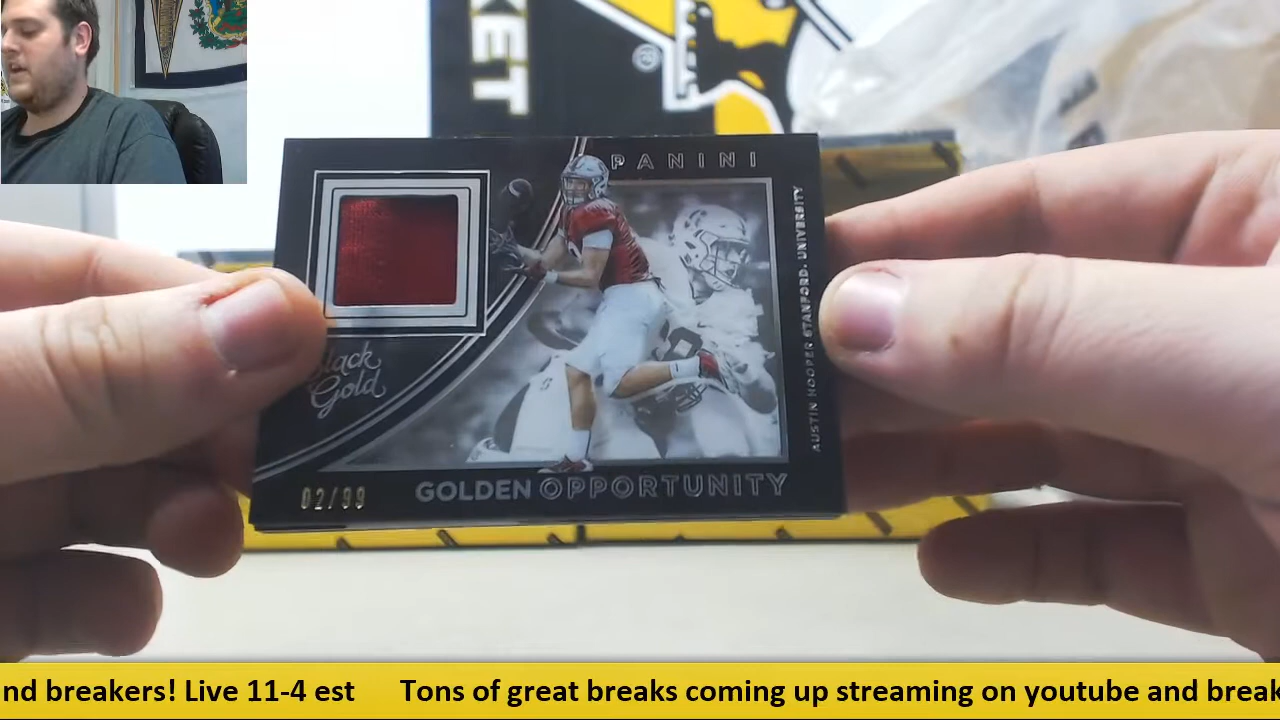 KET
®
PANINI
AUSTIN HOOPER STANFORD. UNIVERSITY
Gold
02/99
GOLDEN OPPORTUNITY
nd breakers! Live 11-4 est Tons of great breaks coming up streaming on youtube and break